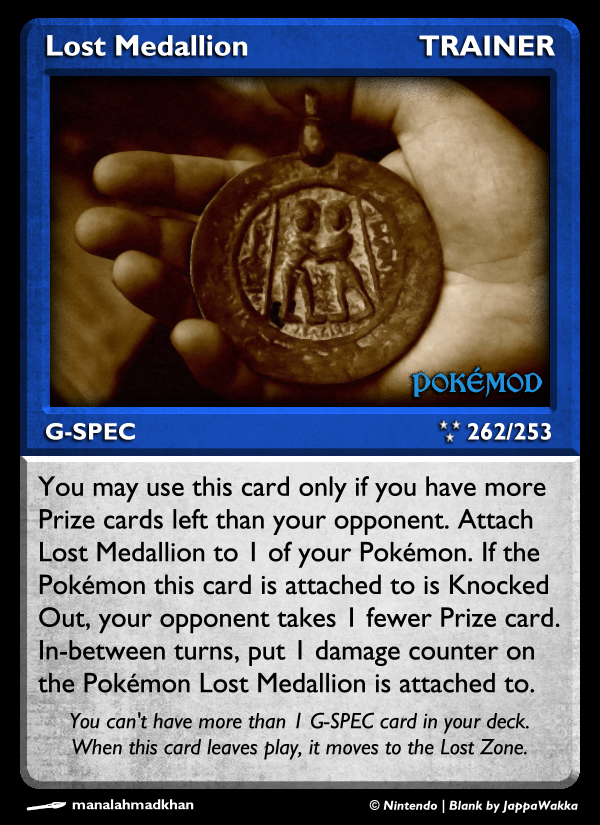 Lost Medallion TRAINER
POKÉMOD
G-SPEC 262/253
You may use this card only if you have more
Prize cards left than your opponent. Attach
Lost Medallion to 1 of your Pokémon. If the
Pokémon this card is attached to is Knocked
Out, your opponent takes 1 fewer Prize card.
In-between turns, put 1 damage counter on
the Pokémon Lost Medallion is attached to.
You can't have more than 1 G-SPEC card in your deck.
When this card leaves play, it moves to the Lost Zone.
manalahmadkhan © Nintendo | Blank by JappaWakka